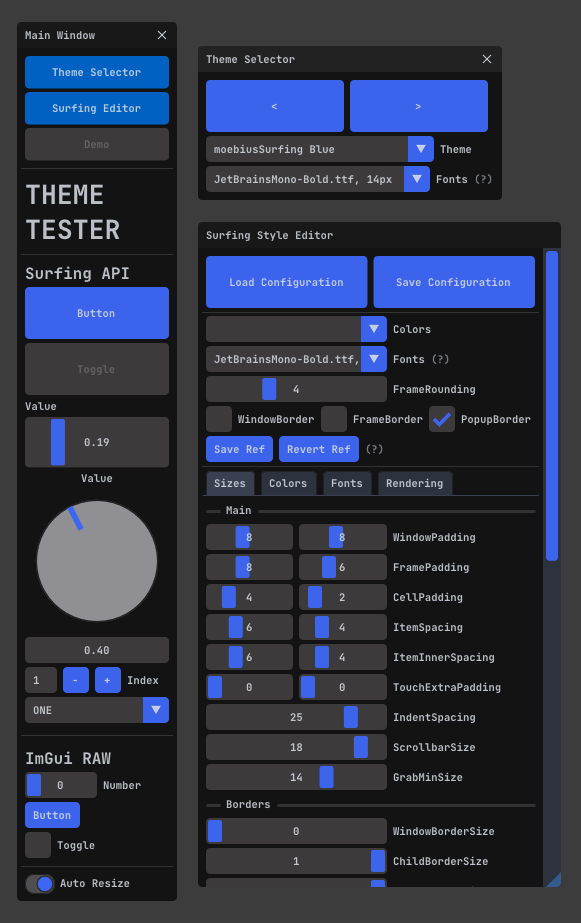 Main Window
Theme Selector
Surfing Editor
Demo
THEME
TESTER
Surfing API
Button
Toggle
Value
0.19
Value
0.40
1 - + Index
ONE
ImGui RAW
0 Number
Button
Toggle
Auto Resize
Theme Selector
< >
moebiusSurfing Blue Theme
JetBrainsMono-Bold.ttf, 14px Fonts (?)
Surfing Style Editor
Load Configuration Save Configuration
Colors
JetBrainsMono-Bold.ttf, Fonts (?)
4 FrameRounding
WindowBorder FrameBorder PopupBorder
Save Ref Revert Ref (?)
Sizes Colors Fonts Rendering
Main
8 8 WindowPadding
8 6 FramePadding
4 2 CellPadding
6 4 ItemSpacing
6 4 ItemInnerSpacing
0 0 TouchExtraPadding
25 IndentSpacing
18 ScrollbarSize
14 GrabMinSize
Borders
0 WindowBorderSize
1 ChildBorderSize